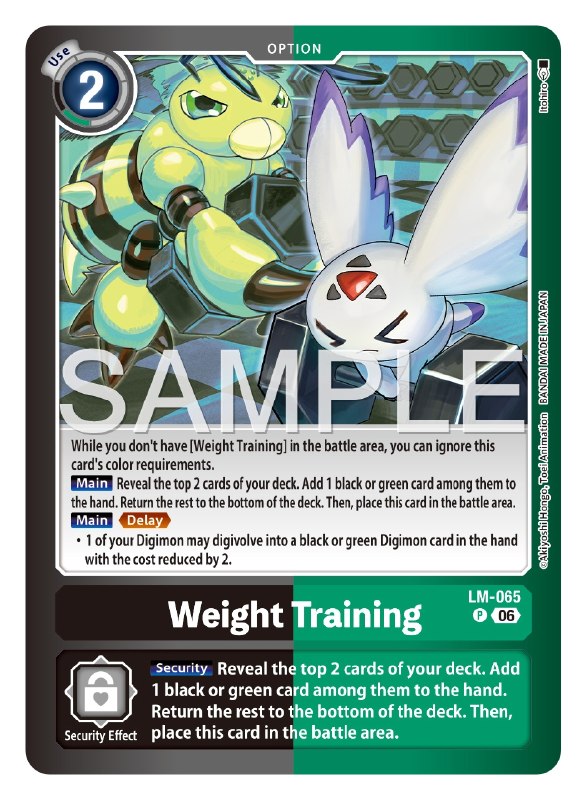 OPTION
Use
2
Itohiro
SAMPLE
©Akiyoshi Hongo, Toei Animation BANDAI MADE IN JAPAN
While you don't have [Weight Training] in the battle area, you can ignore this
card's color requirements.
Main Reveal the top 2 cards of your deck. Add 1 black or green card among them to
the hand. Return the rest to the bottom of the deck. Then, place this card in the battle area.
Main Delay
・1 of your Digimon may digivolve into a black or green Digimon card in the hand
with the cost reduced by 2.
Weight Training
LM-065
P 06
Security Effect
Security Reveal the top 2 cards of your deck. Add
1 black or green card among them to the hand.
Return the rest to the bottom of the deck. Then,
place this card in the battle area.